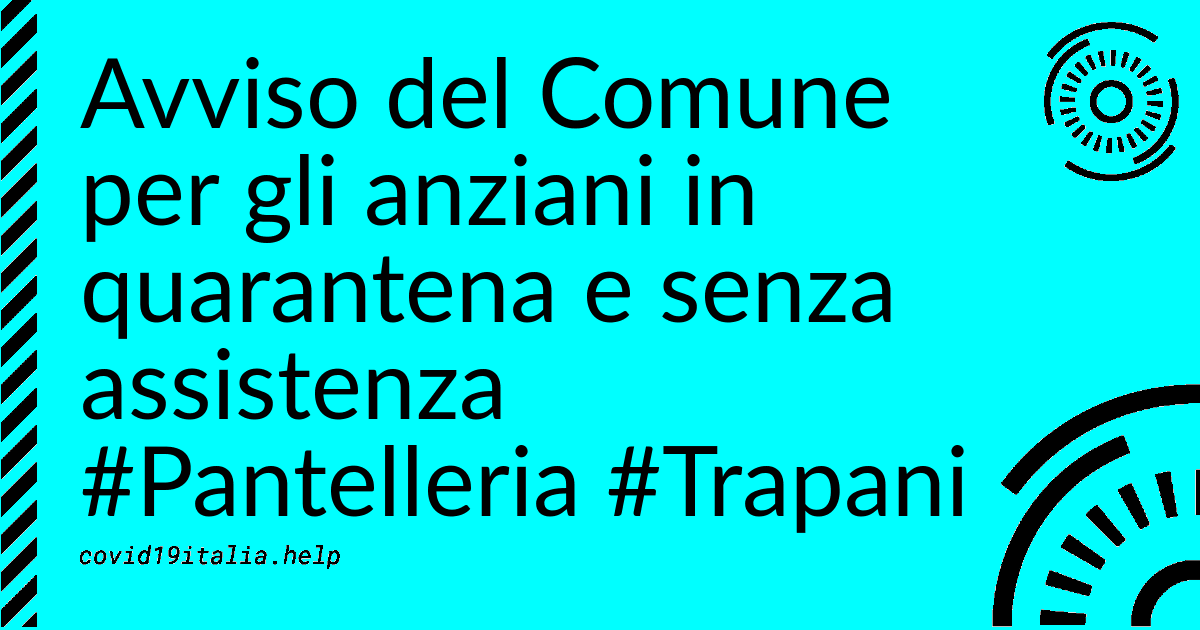 Avviso del Comune
per gli anziani in
quarantena e senza
assistenza
#Pantelleria #Trapani
covid19italia.help